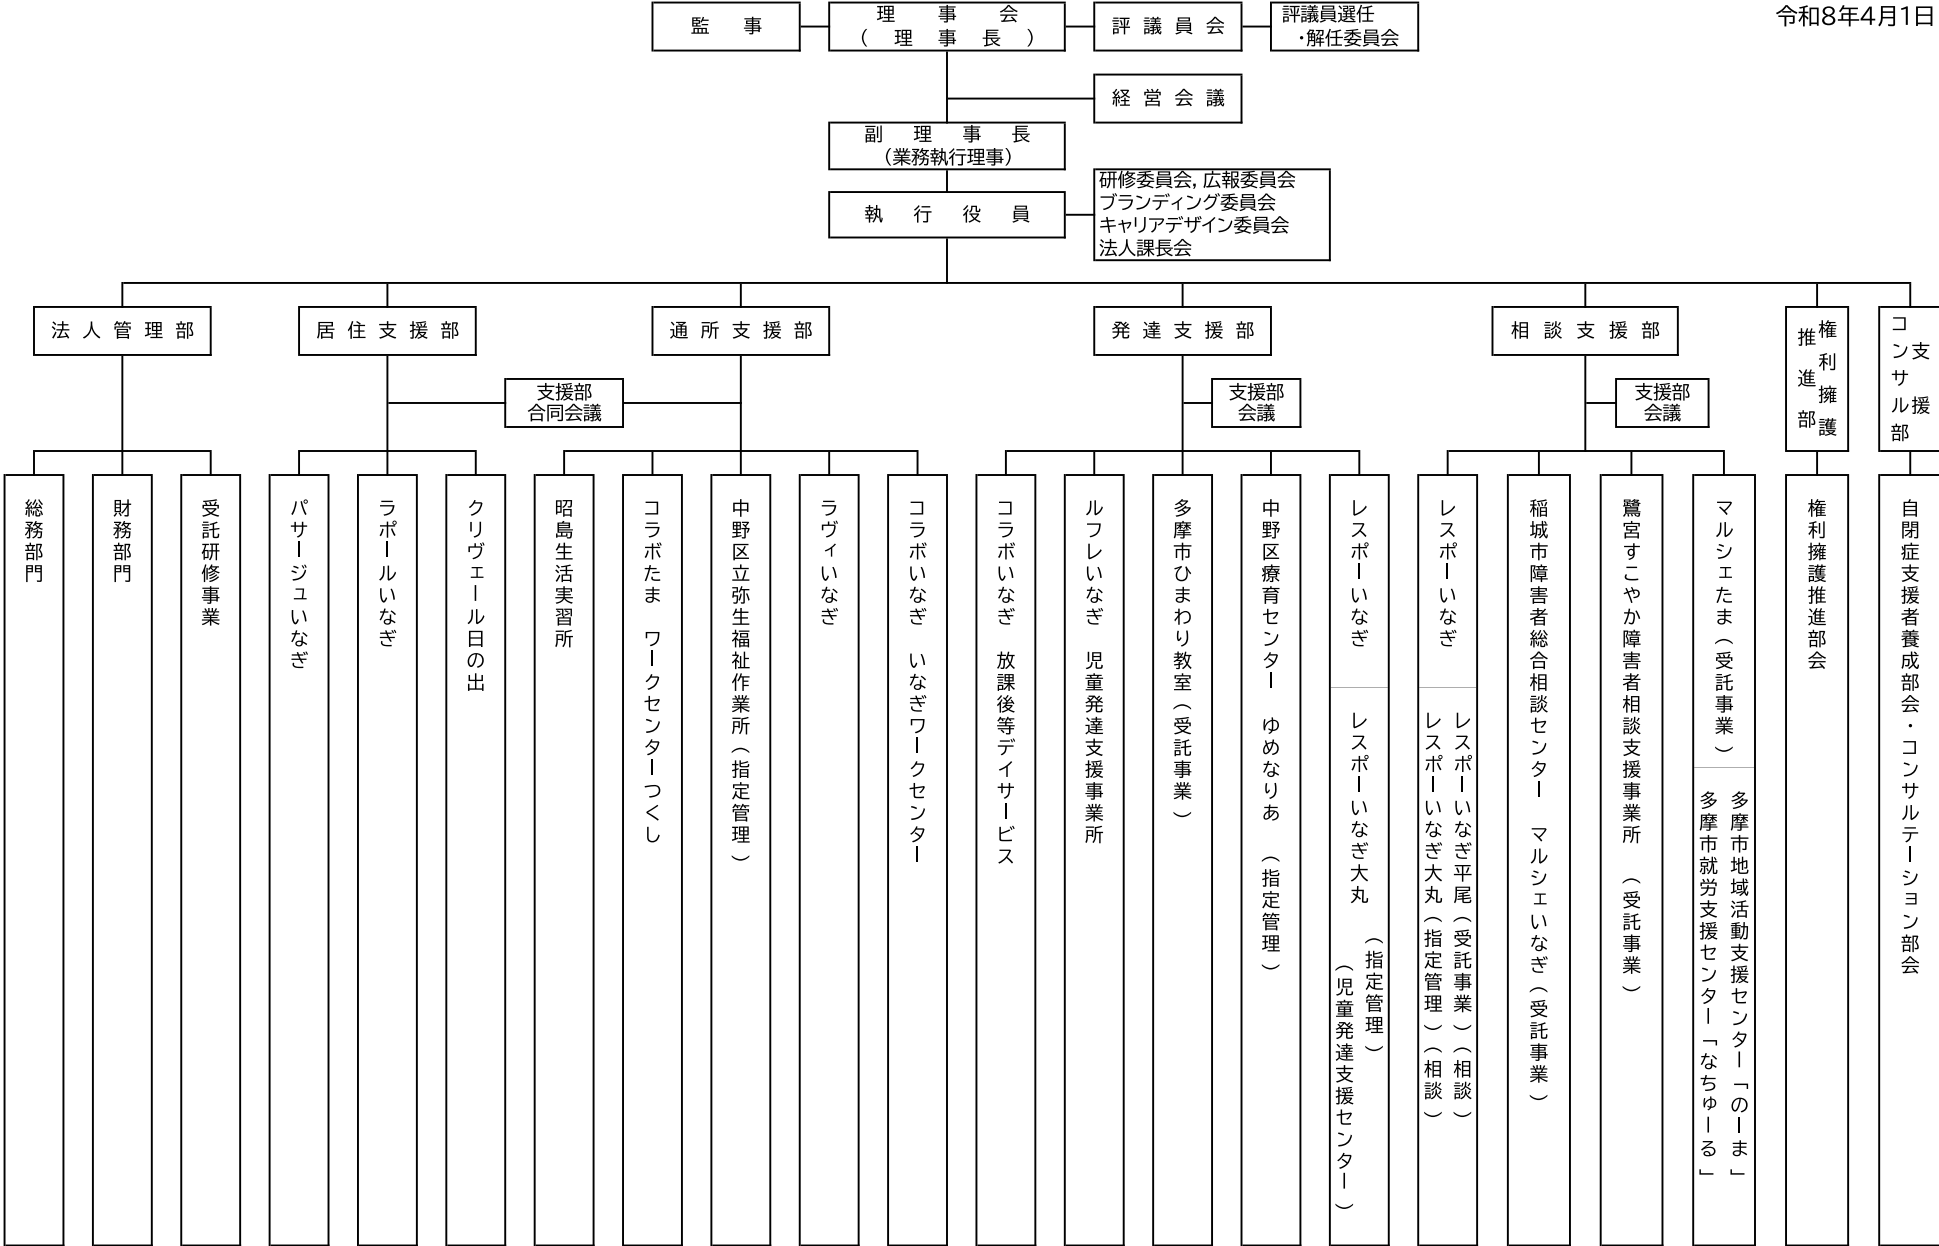 令和8年4月1日
監事
理事会
（理事長）
評議員会
評議員選任
・解任委員会
経営会議
副理事長
（業務執行理事）
執行役員
研修委員会，広報委員会
ブランディング委員会
キャリアデザイン委員会
法人課長会
法人管理部
居住支援部
通所支援部
発達支援部
相談支援部
権利擁護
推進部
支援
コンサル部
支援部
合同会議
支援部
会議
支援部
会議
総務部門
財務部門
受託研修事業
パサージュいなぎ
ラポールいなぎ
クリヴェール日の出
昭島生活実習所
コラボたま　ワークセンターつくし
中野区立弥生福祉作業所（指定管理）
ラヴィいなぎ
コラボいなぎ　いなぎワークセンター
コラボいなぎ　放課後等デイサービス
ルフレいなぎ　児童発達支援事業所
多摩市ひまわり教室（受託事業）
中野区療育センター　ゆめなりあ　（指定管理）
レスポーいなぎ
レスポーいなぎ大丸
（指定管理）
（児童発達支援センター）
レスポーいなぎ
レスポーいなぎ平尾（受託事業）（相談）
レスポーいなぎ大丸（指定管理）（相談）
稲城市障害者総合相談センター　マルシェいなぎ（受託事業）
鷺宮すこやか障害者相談支援事業所　（受託事業）
マルシェたま（受託事業）
多摩市地域活動支援センター「のーま」
多摩市就労支援センター「なちゅーる」
権利擁護推進部会
自閉症支援者養成部会・コンサルテーション部会